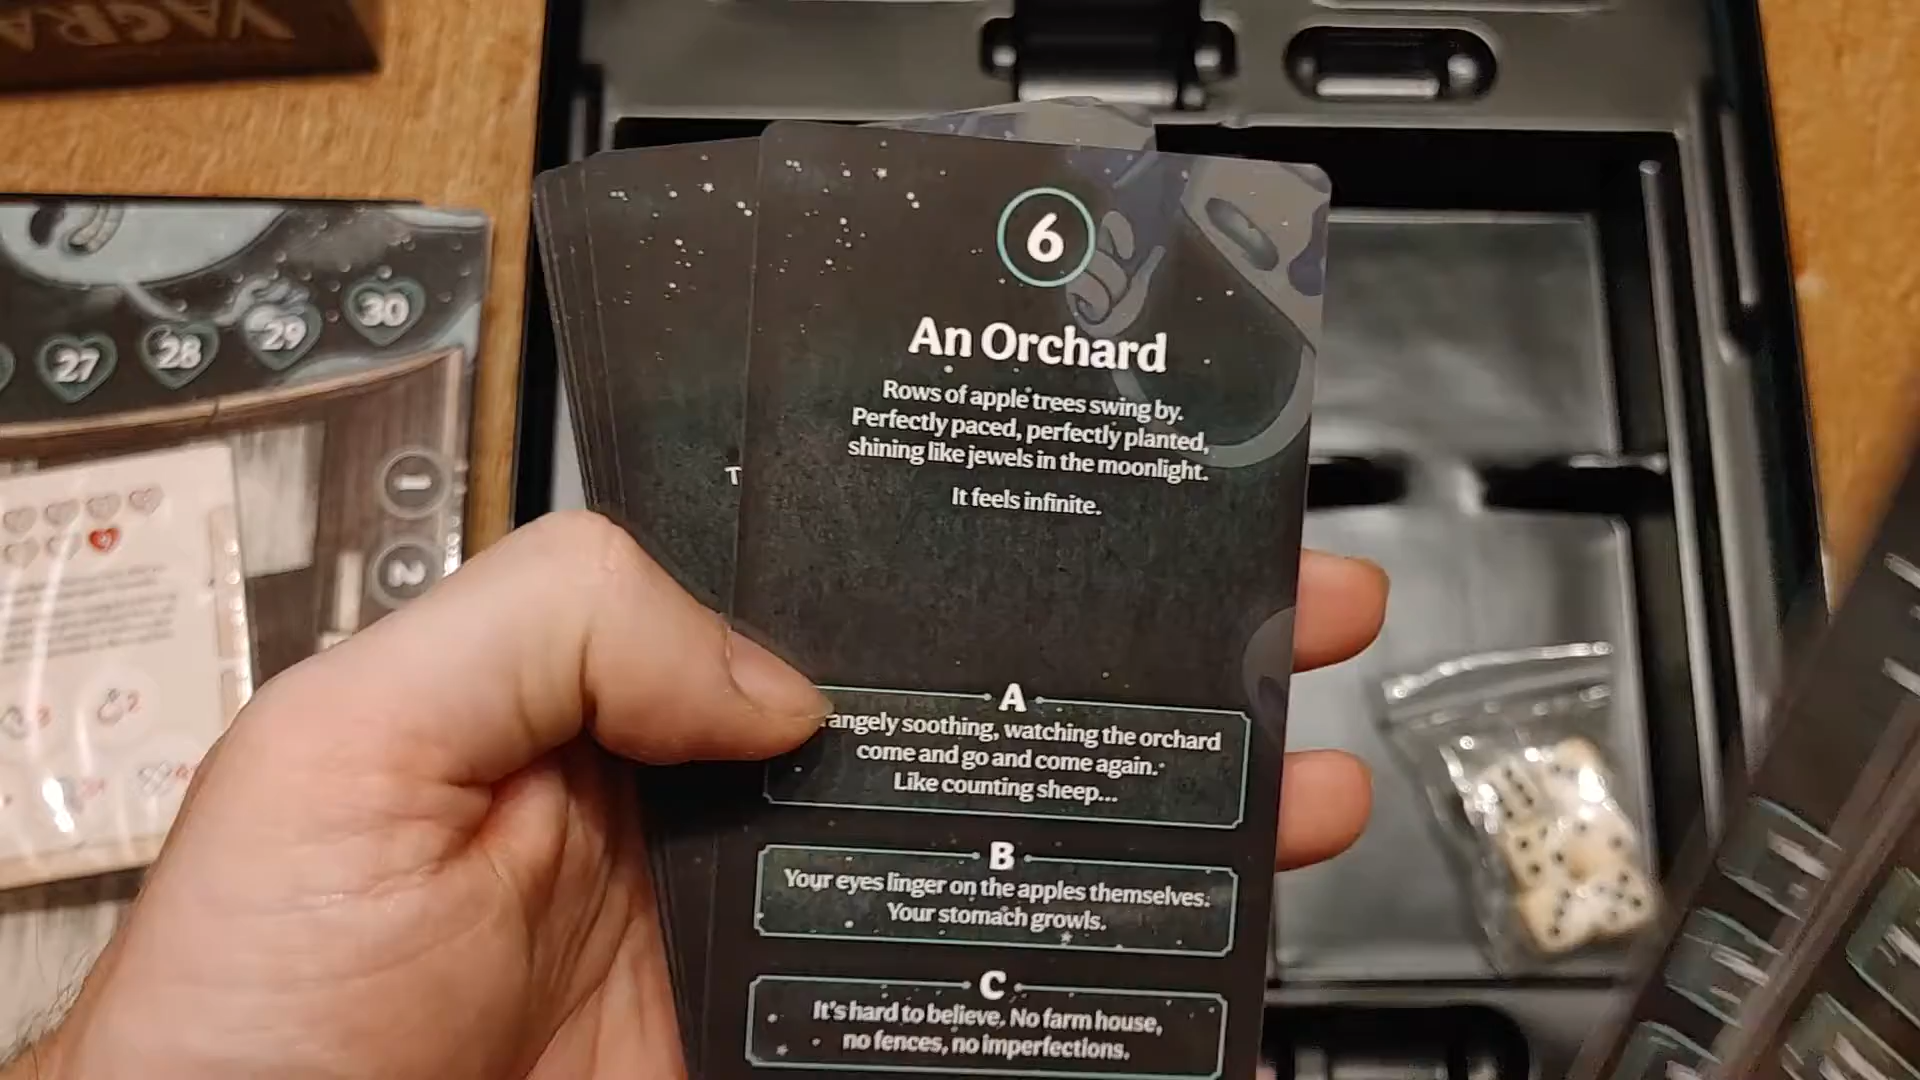 VAGRA
27
28
29
30
1
2
3
2
T
6
An Orchard
Rows of apple trees swing by.
Perfectly paced, perfectly planted,
shining like jewels in the moonlight.
It feels infinite.
A
angely soothing, watching the orchard
come and go and come again.
Like counting sheep...
B
Your eyes linger on the apples themselves.
Your stomach growls.
C
It's hard to believe. No farm house,
no fences, no imperfections.